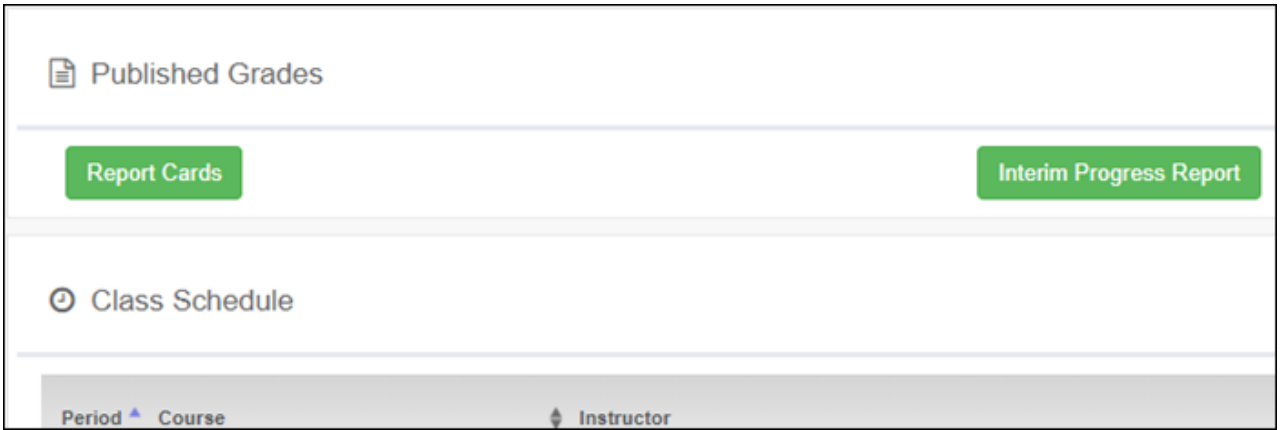 Published Grades
Report Cards Interim Progress Report
Class Schedule
Period Course Instructor